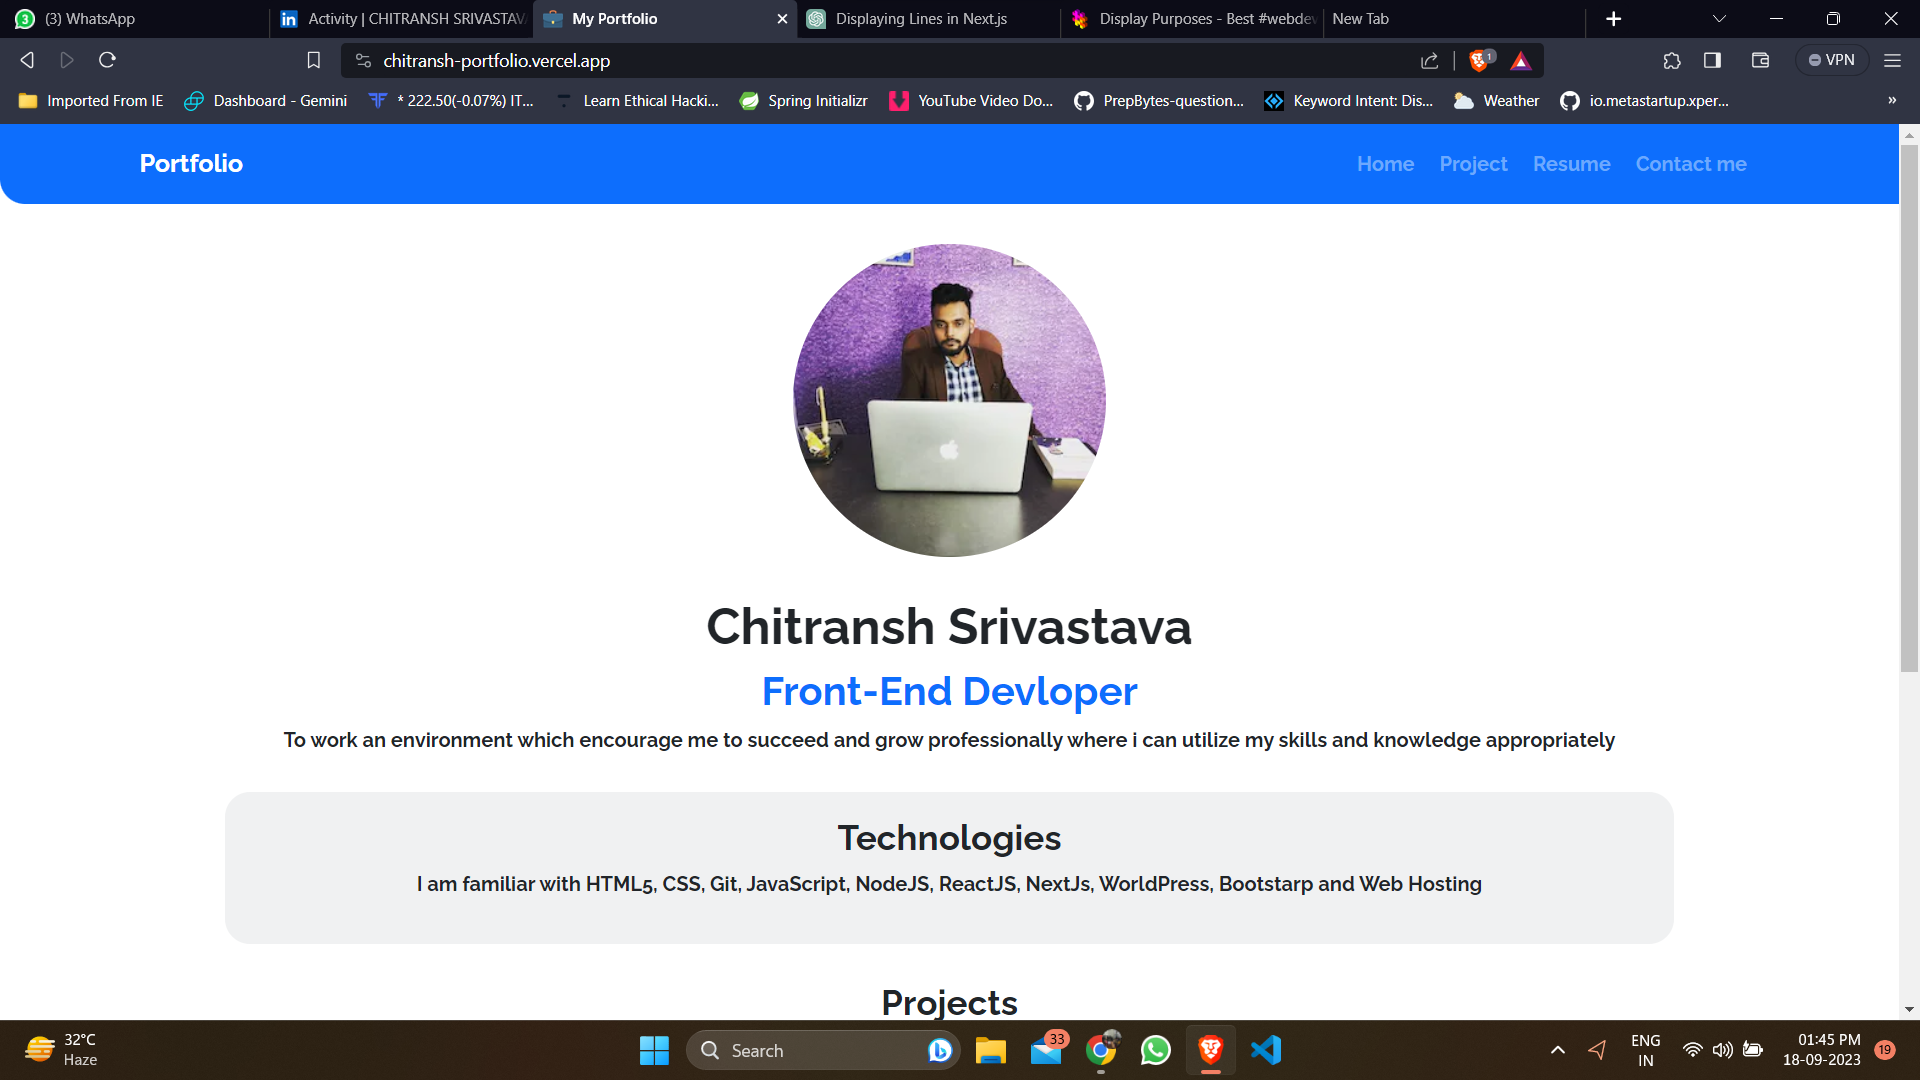 3 (3) WhatsApp
in Activity | CHITRANSH SRIVASTAV
My Portfolio
Displaying Lines in Next.js
Display Purposes - Best #webdev
New Tab
chitransh-portfolio.vercel.app
1
VPN
Imported From IE
Dashboard - Gemini
* 222.50(-0.07%) IT...
Learn Ethical Hacki...
Spring Initializr
YouTube Video Do...
PrepBytes-question...
Keyword Intent: Dis...
Weather
io.metastartup.xper...
»
Portfolio
Home Project Resume Contact me
Chitransh Srivastava
Front-End Devloper
To work an environment which encourage me to succeed and grow professionally where i can utilize my skills and knowledge appropriately
Technologies
I am familiar with HTML5, CSS, Git, JavaScript, NodeJS, ReactJS, NextJs, WorldPress, Bootstarp and Web Hosting
Projects
32°C
Haze
Search
33
ENG
IN
01:45 PM
18-09-2023
19